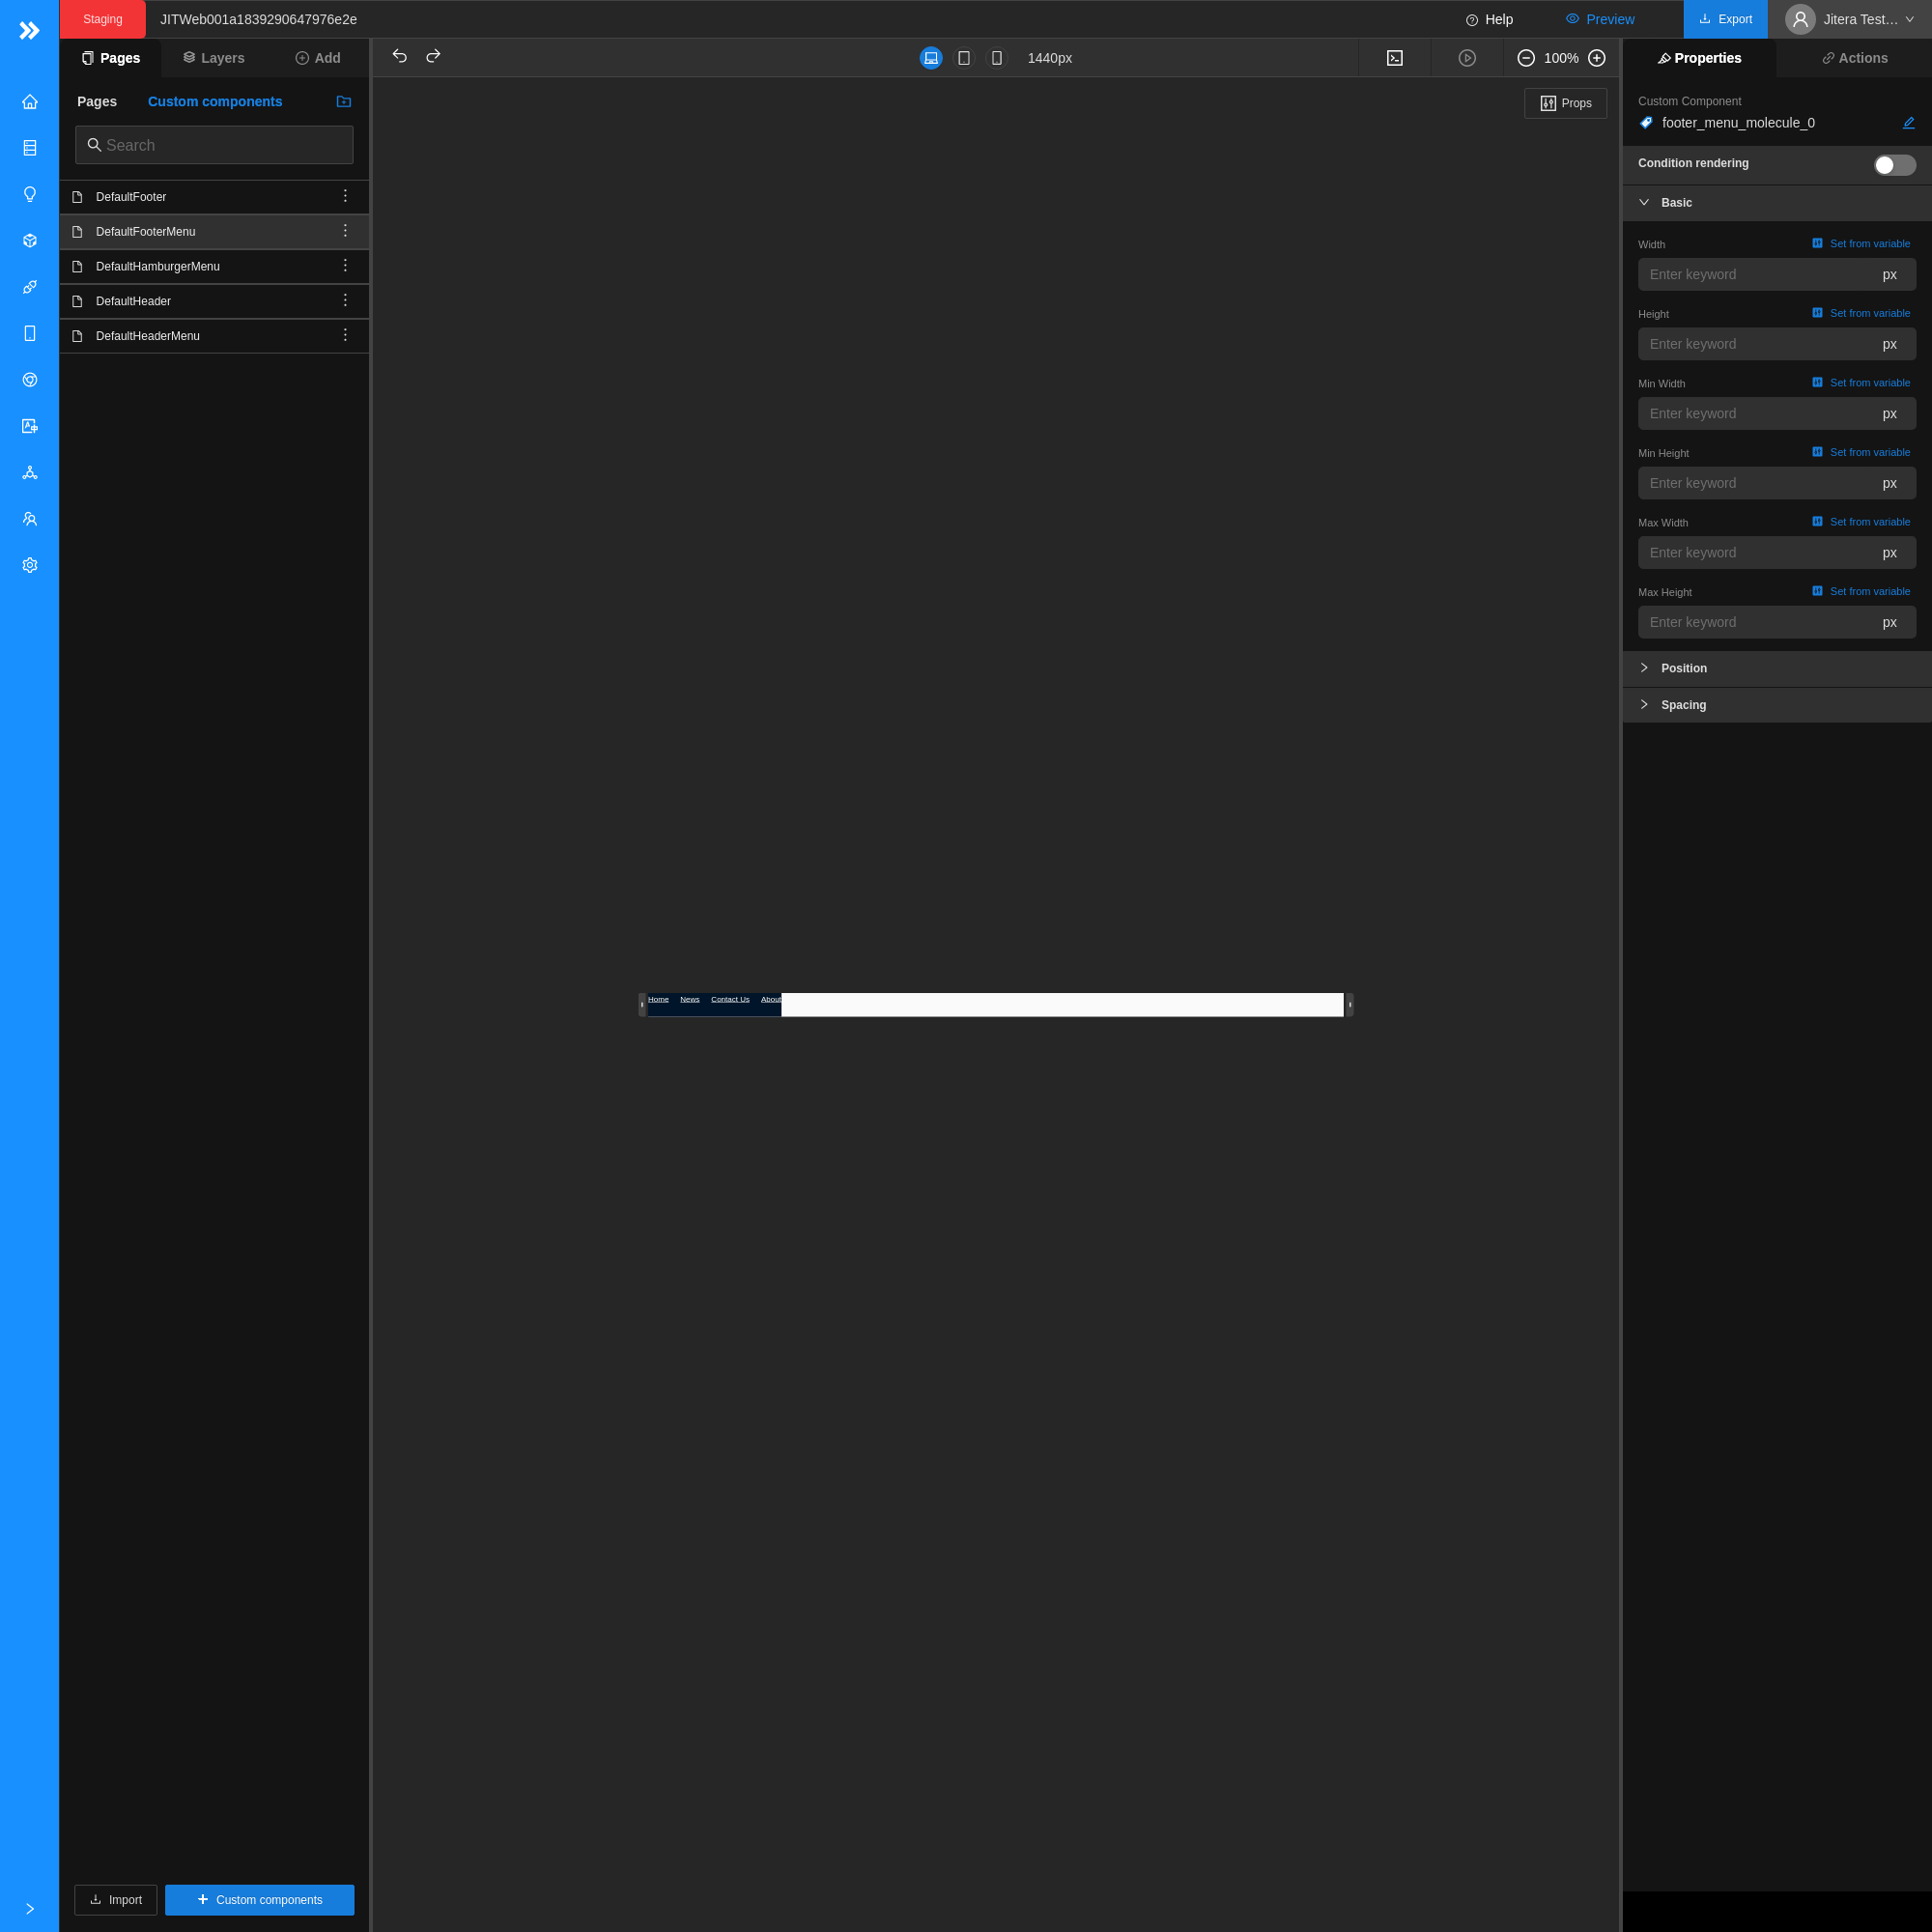 Staging
JITWeb001a1839290647976e2e
Help
Preview
Export
Jitera Test...
Pages
Layers
Add
1440px
100%
Properties
Actions
Pages
Custom components
Search
DefaultFooter
DefaultFooterMenu
DefaultHamburgerMenu
DefaultHeader
DefaultHeaderMenu
Import
Custom components
Props
Home News Contact Us About
Custom Component
footer_menu_molecule_0
Condition rendering
Basic
Width Set from variable
Enter keyword px
Height Set from variable
Enter keyword px
Min Width Set from variable
Enter keyword px
Min Height Set from variable
Enter keyword px
Max Width Set from variable
Enter keyword px
Max Height Set from variable
Enter keyword px
Position
Spacing